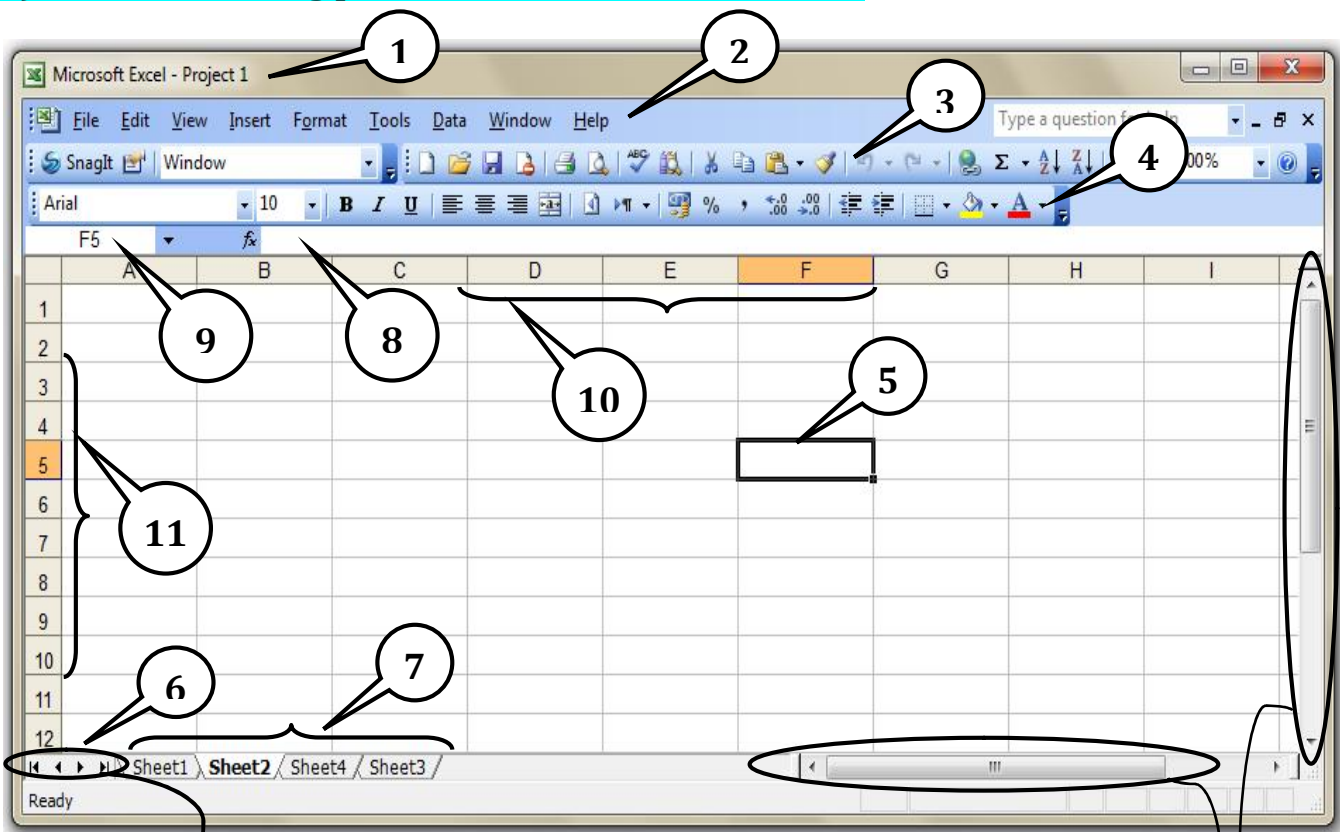 1 2
Microsoft Excel - Project 1
3
File Edit View Insert Format Tools Data Window Help Type a question
4
SnagIt Window ABC Σ 00%
Arial 10 B I U % ,
F5 fx
A B C D E F G H I
1
9 8
2
10 5
3
4
5
6
11
7
8
9
10
6 7
11
12
Sheet1 Sheet2 Sheet4 Sheet3
Ready